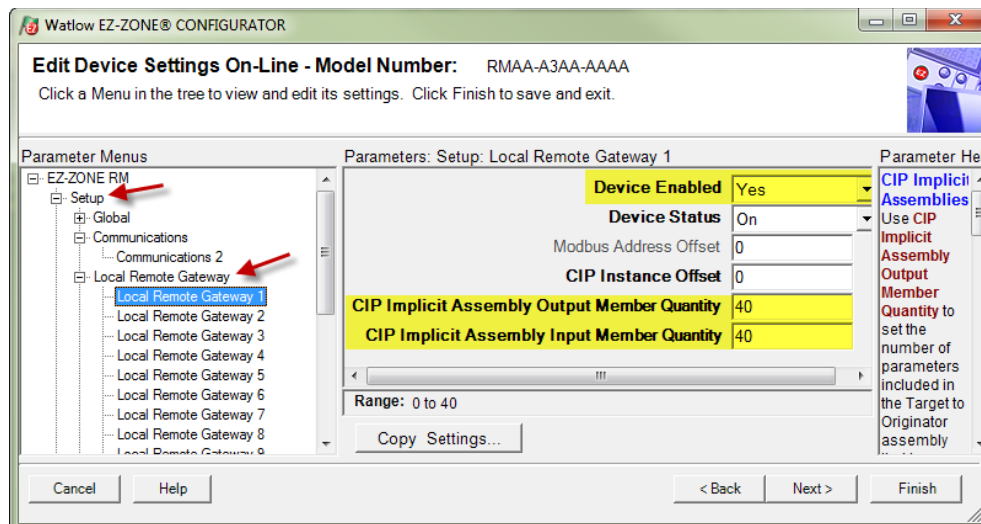 Watlow EZ-ZONE® CONFIGURATOR
Edit Device Settings On-Line - Model Number: RMAA-A3AA-AAAA
Click a Menu in the tree to view and edit its settings. Click Finish to save and exit.
Parameter Menus
EZ-ZONE RM
Setup
Global
Communications
Communications 2
Local Remote Gateway
Local Remote Gateway 1
Local Remote Gateway 2
Local Remote Gateway 3
Local Remote Gateway 4
Local Remote Gateway 5
Local Remote Gateway 6
Local Remote Gateway 7
Local Remote Gateway 8
Local Remote Gateway 9
Parameters: Setup: Local Remote Gateway 1
Device Enabled Yes
Device Status On
Modbus Address Offset 0
CIP Instance Offset 0
CIP Implicit Assembly Output Member Quantity 40
CIP Implicit Assembly Input Member Quantity 40
Range: 0 to 40
Copy Settings...
Parameter He
CIP Implicit
Assemblies
Use CIP
Implicit
Assembly
Output
Member
Quantity to
set the
number of
parameters
included in
the Target to
Originator
assembly
Cancel
Help
< Back
Next >
Finish